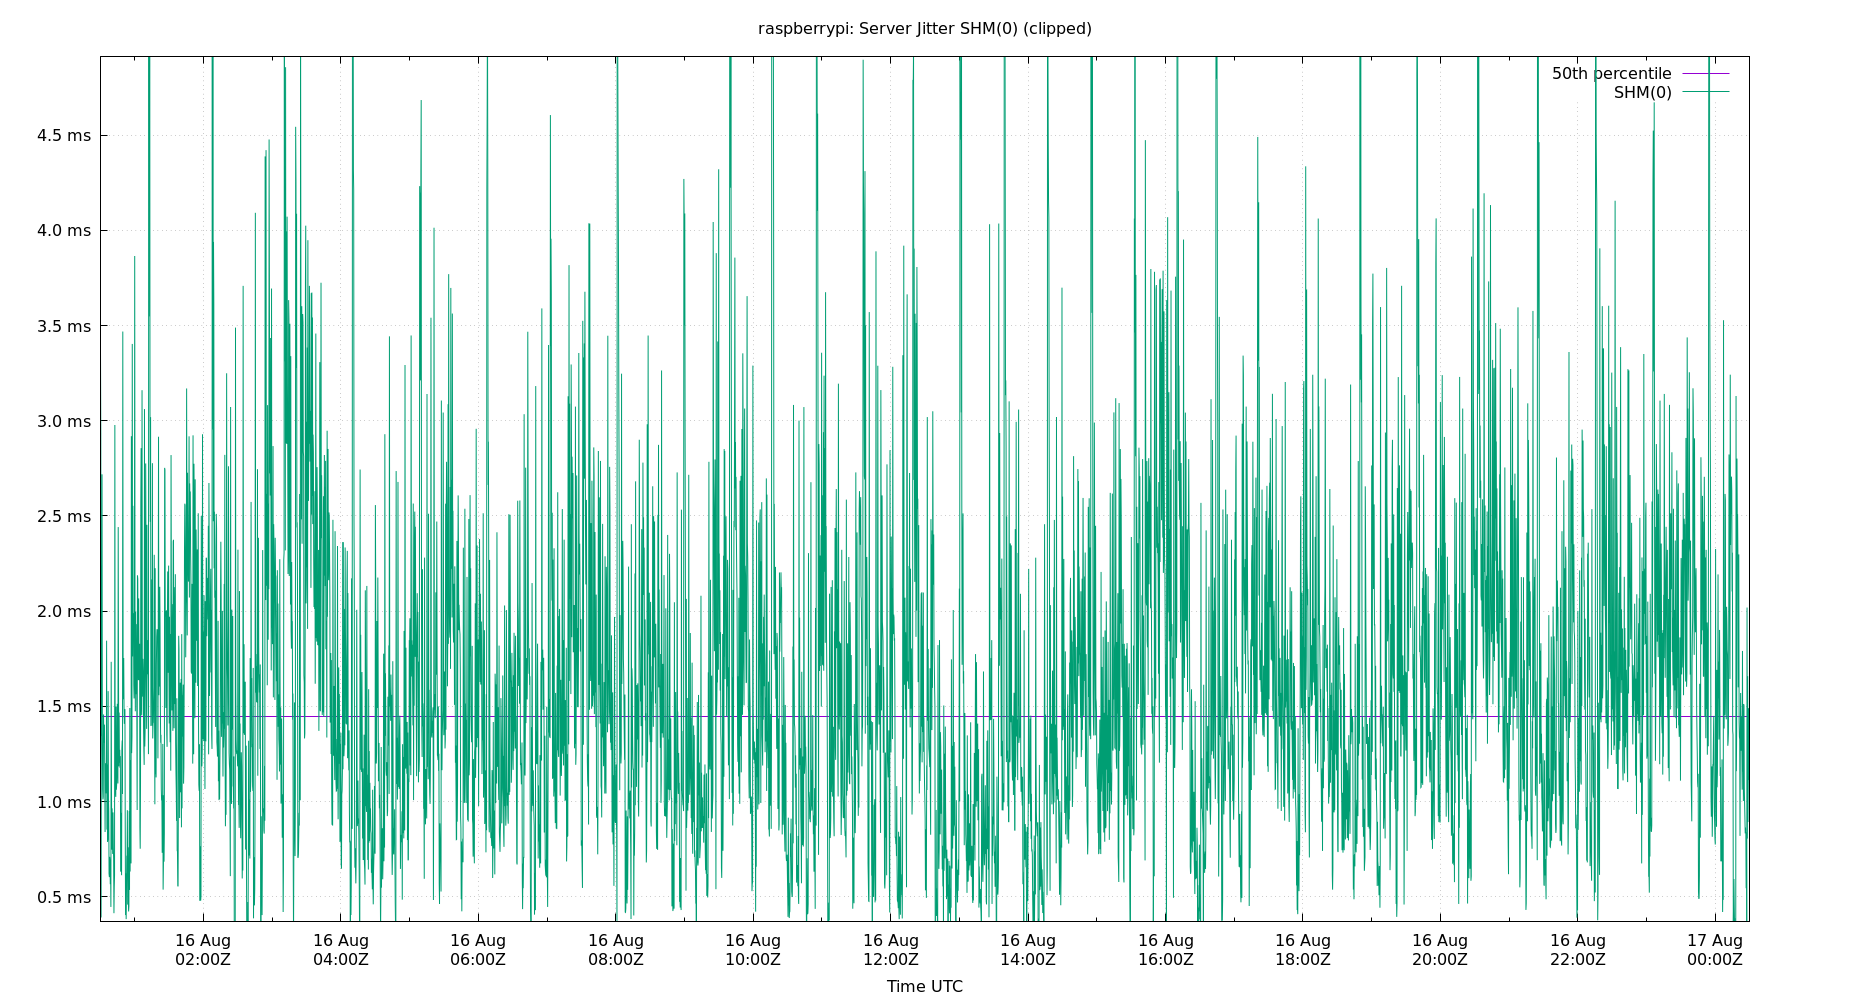 raspberrypi: Server Jitter SHM(0) (clipped)
50th percentile
SHM(0)
4.5 ms
4.0 ms
3.5 ms
3.0 ms
2.5 ms
2.0 ms
1.5 ms
1.0 ms
0.5 ms
16 Aug 16 Aug 16 Aug 16 Aug 16 Aug 16 Aug 16 Aug 16 Aug 16 Aug 16 Aug 16 Aug 17 Aug
02:00Z 04:00Z 06:00Z 08:00Z 10:00Z 12:00Z 14:00Z 16:00Z 18:00Z 20:00Z 22:00Z 00:00Z
Time UTC